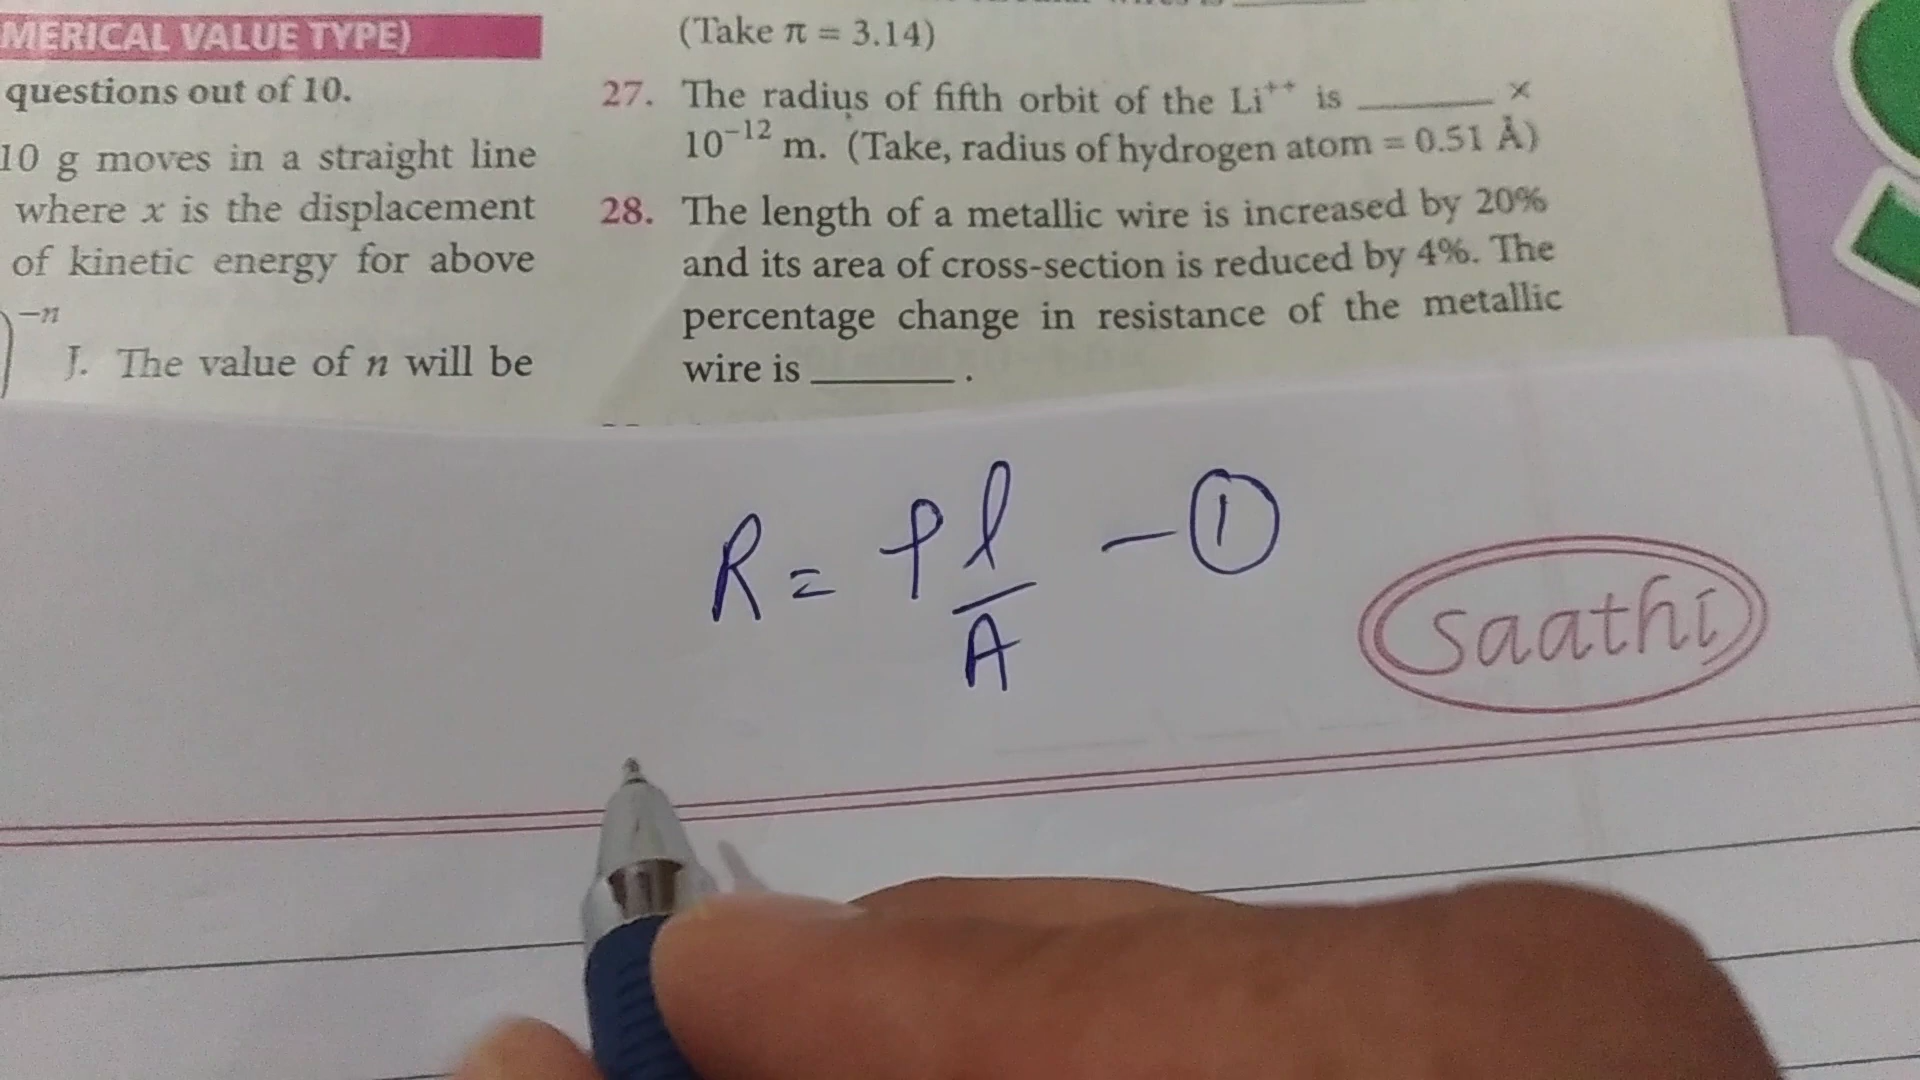 MERICAL VALUE TYPE)
questions out of 10.
10 g moves in a straight line
where x is the displacement
of kinetic energy for above
)⁻ⁿ J. The value of n will be
(Take π = 3.14)
27. The radius of fifth orbit of the Li⁺⁺ is ______ ×
10⁻¹² m. (Take, radius of hydrogen atom = 0.51 Å)
28. The length of a metallic wire is increased by 20%
and its area of cross-section is reduced by 4%. The
percentage change in resistance of the metallic
wire is ______ .
R = ρ l/A - ①
saathi